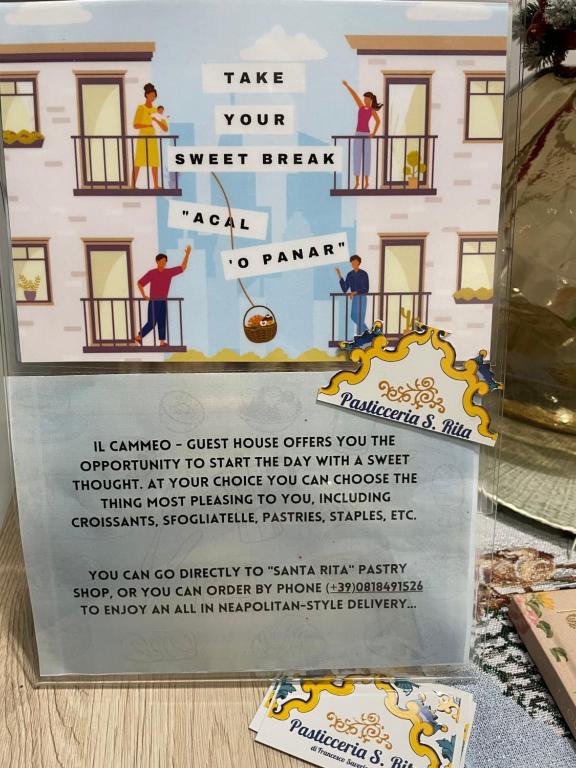 TAKE
YOUR
SWEET BREAK
"ACAL
'O PANAR"
Pasticceria S. Rita
IL CAMMEO - GUEST HOUSE OFFERS YOU THE
OPPORTUNITY TO START THE DAY WITH A SWEET
THOUGHT. AT YOUR CHOICE YOU CAN CHOOSE THE
THING MOST PLEASING TO YOU, INCLUDING
CROISSANTS, SFOGLIATELLE, PASTRIES, STAPLES, ETC.
YOU CAN GO DIRECTLY TO "SANTA RITA" PASTRY
SHOP, OR YOU CAN ORDER BY PHONE (+39)0818491526
TO ENJOY AN ALL IN NEAPOLITAN-STYLE DELIVERY...
Pasticceria S. Rit
di Francesco